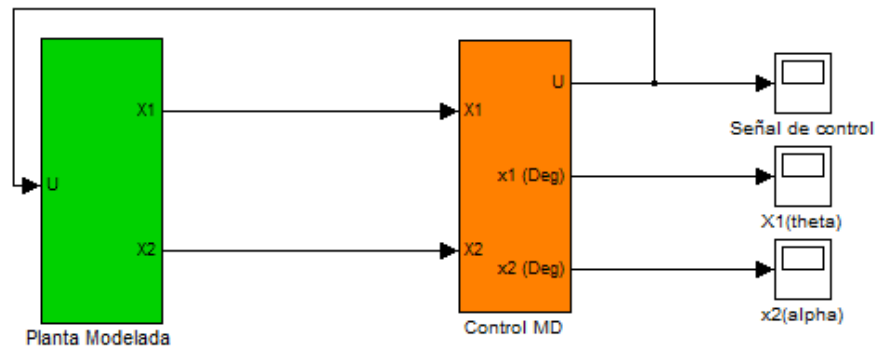 U
X1
X2
Planta Modelada
X1
X2
U
x1 (Deg)
x2 (Deg)
Control MD
Señal de control
X1(theta)
x2(alpha)